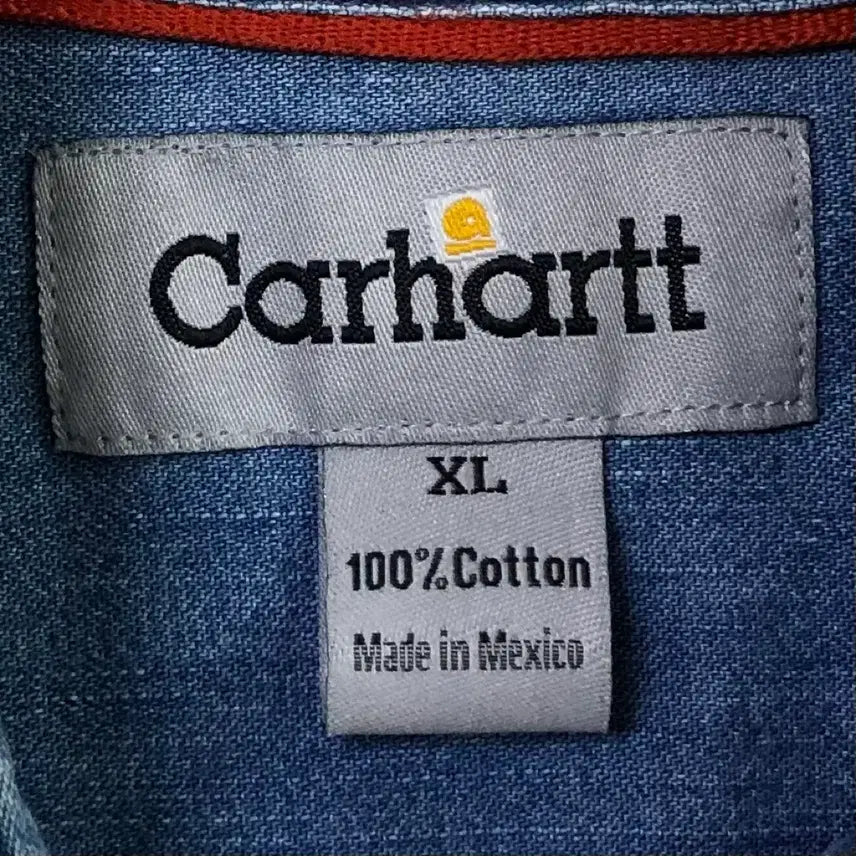 Carhartt
XL
100% Cotton
Made in Mexico